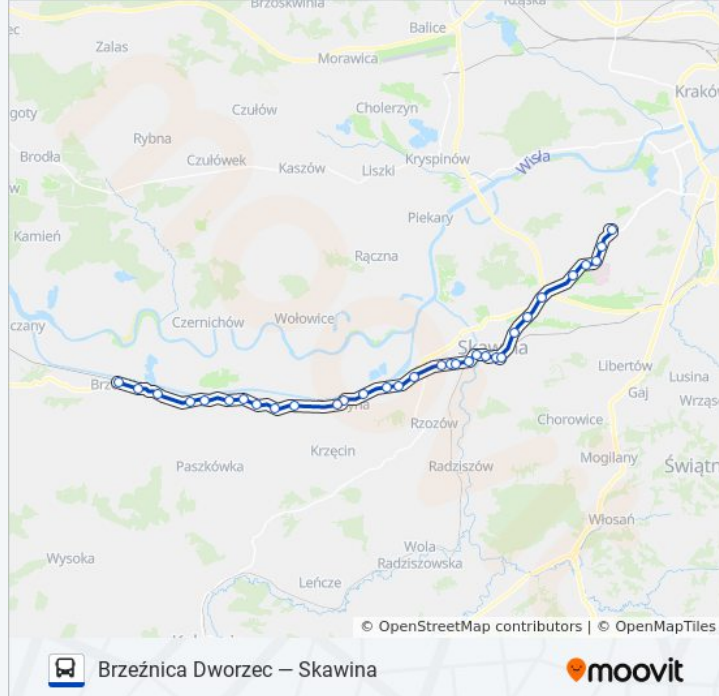 Brzoskwinia
Rząska
Zalas
Balice
Morawica
Kraków
Czułów
Cholerzyn
Rybna
Brodła
Czułówek
Kaszów
Liszki
Kryspinów
Wisła
Piekary
Kamień
Rączna
Czernichów
Wołowice
Skawina
Libertów
Lusina
Gaj
Rzozów
Chorowice
Krzęcin
Mogilany
Paszkówka
Radziszów
Włosań
Wysoka
Wola
Radziszowska
Leńcze
© OpenStreetMap contributors | © OpenMapTiles
Brzeźnica Dworzec — Skawina
moovit